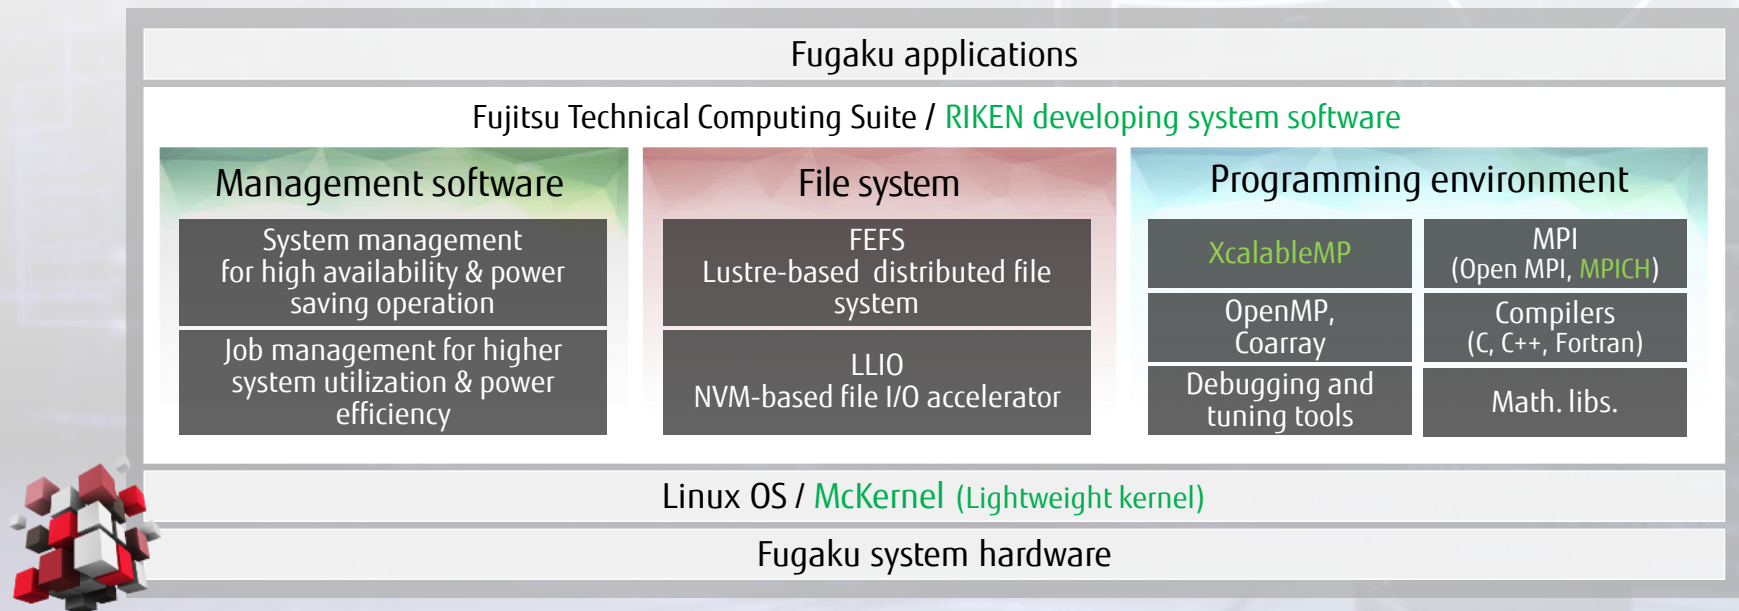 Fugaku applications
Fujitsu Technical Computing Suite / RIKEN developing system software
Management software
System management
for high availability & power
saving operation
Job management for higher
system utilization & power
efficiency
File system
FEFS
Lustre-based distributed file
system
LLIO
NVM-based file I/O accelerator
Programming environment
XcalableMP
MPI
(Open MPI, MPICH)
OpenMP,
Coarray
Compilers
(C, C++, Fortran)
Debugging and
tuning tools
Math. libs.
Linux OS / McKernel (Lightweight kernel)
Fugaku system hardware